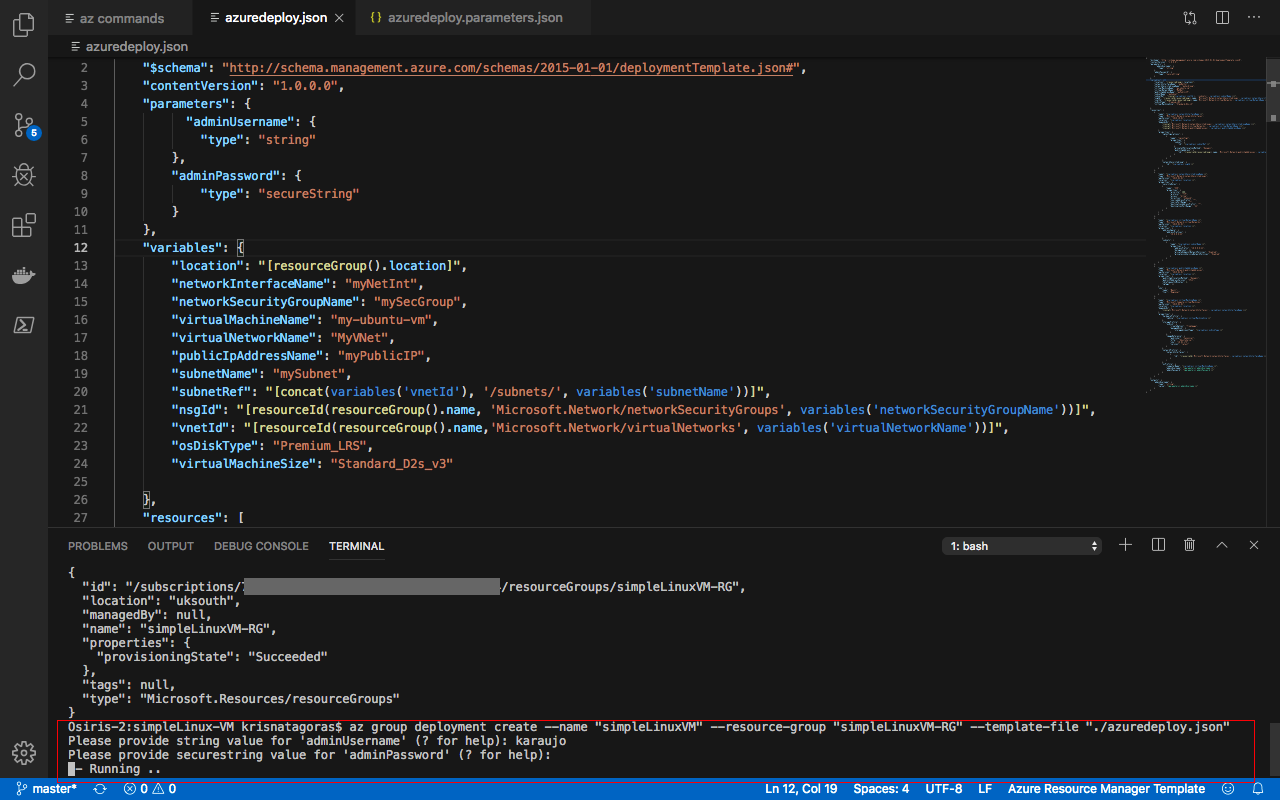 az commands
azuredeploy.json
{} azuredeploy.parameters.json
azuredeploy.json
2 "$schema": "http://schema.management.azure.com/schemas/2015-01-01/deploymentTemplate.json#",
3 "contentVersion": "1.0.0.0",
4 "parameters": {
5 "adminUsername": {
6 "type": "string"
7 },
8 "adminPassword": {
9 "type": "secureString"
10 }
11 },
12 "variables": {
13 "location": "[resourceGroup().location]",
14 "networkInterfaceName": "myNetInt",
15 "networkSecurityGroupName": "mySecGroup",
16 "virtualMachineName": "my-ubuntu-vm",
17 "virtualNetworkName": "MyVNet",
18 "publicIpAddressName": "myPublicIP",
19 "subnetName": "mySubnet",
20 "subnetRef": "[concat(variables('vnetId'), '/subnets/', variables('subnetName'))]",
21 "nsgId": "[resourceId(resourceGroup().name, 'Microsoft.Network/networkSecurityGroups', variables('networkSecurityGroupName'))]",
22 "vnetId": "[resourceId(resourceGroup().name,'Microsoft.Network/virtualNetworks', variables('virtualNetworkName'))]",
23 "osDiskType": "Premium_LRS",
24 "virtualMachineSize": "Standard_D2s_v3"
25
26 },
27 "resources": [
5
PROBLEMS OUTPUT DEBUG CONSOLE TERMINAL 1: bash
{
"id": "/subscriptions/ /resourceGroups/simpleLinuxVM-RG",
"location": "uksouth",
"managedBy": null,
"name": "simpleLinuxVM-RG",
"properties": {
"provisioningState": "Succeeded"
},
"tags": null,
"type": "Microsoft.Resources/resourceGroups"
}
Osiris-2:simpleLinux-VM krisnatagoras$ az group deployment create --name "simpleLinuxVM" --resource-group "simpleLinuxVM-RG" --template-file "./azuredeploy.json"
Please provide string value for 'adminUsername' (? for help): karaujo
Please provide securestring value for 'adminPassword' (? for help):
- Running ..
master* 0 0 Ln 12, Col 19 Spaces: 4 UTF-8 LF Azure Resource Manager Template